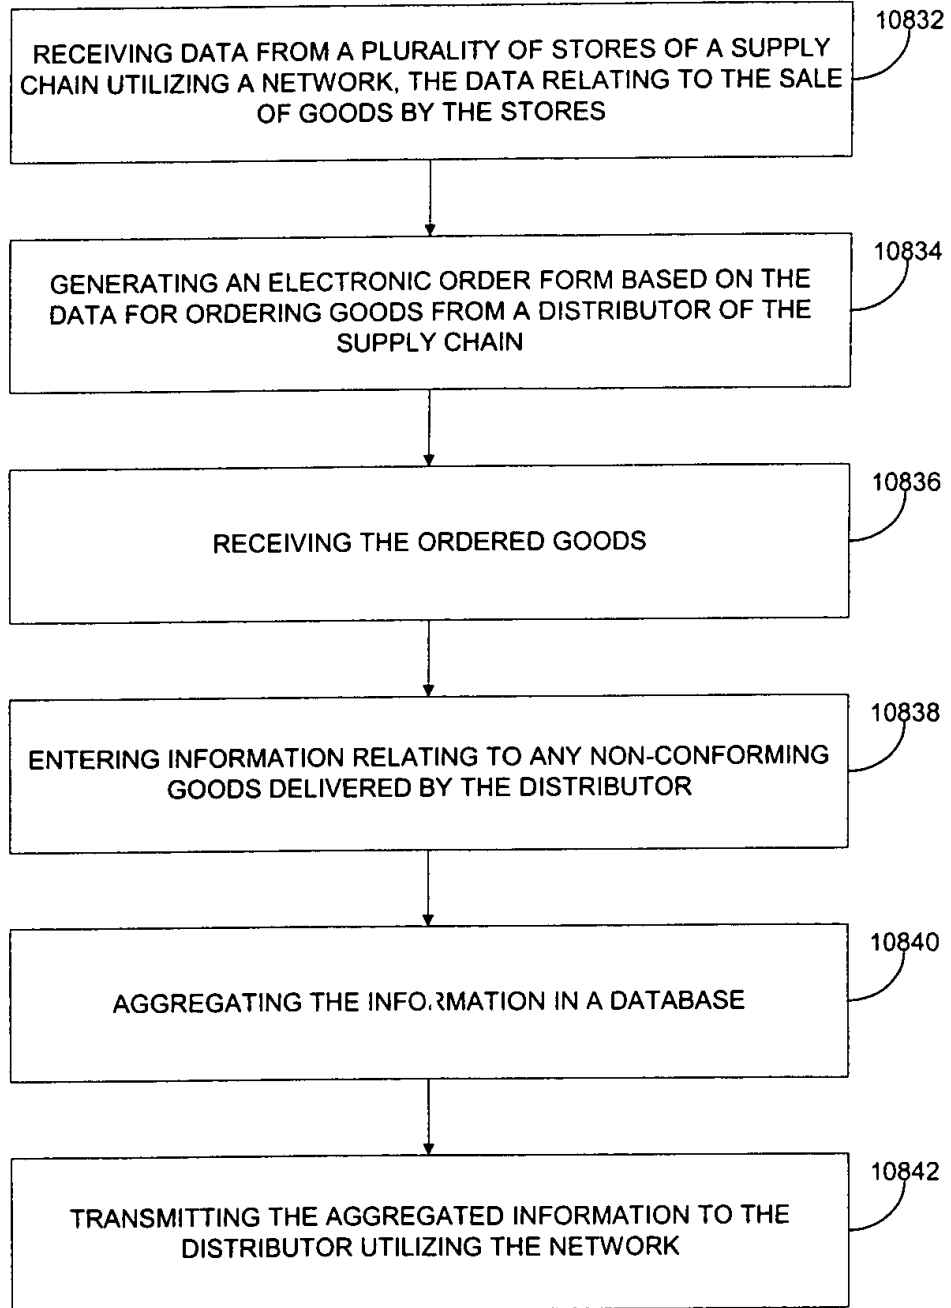 10832
RECEIVING DATA FROM A PLURALITY OF STORES OF A SUPPLY
CHAIN UTILIZING A NETWORK, THE DATA RELATING TO THE SALE
OF GOODS BY THE STORES
10834
GENERATING AN ELECTRONIC ORDER FORM BASED ON THE
DATA FOR ORDERING GOODS FROM A DISTRIBUTOR OF THE
SUPPLY CHAIN
10836
RECEIVING THE ORDERED GOODS
10838
ENTERING INFORMATION RELATING TO ANY NON-CONFORMING
GOODS DELIVERED BY THE DISTRIBUTOR
10840
AGGREGATING THE INFORMATION IN A DATABASE
10842
TRANSMITTING THE AGGREGATED INFORMATION TO THE
DISTRIBUTOR UTILIZING THE NETWORK